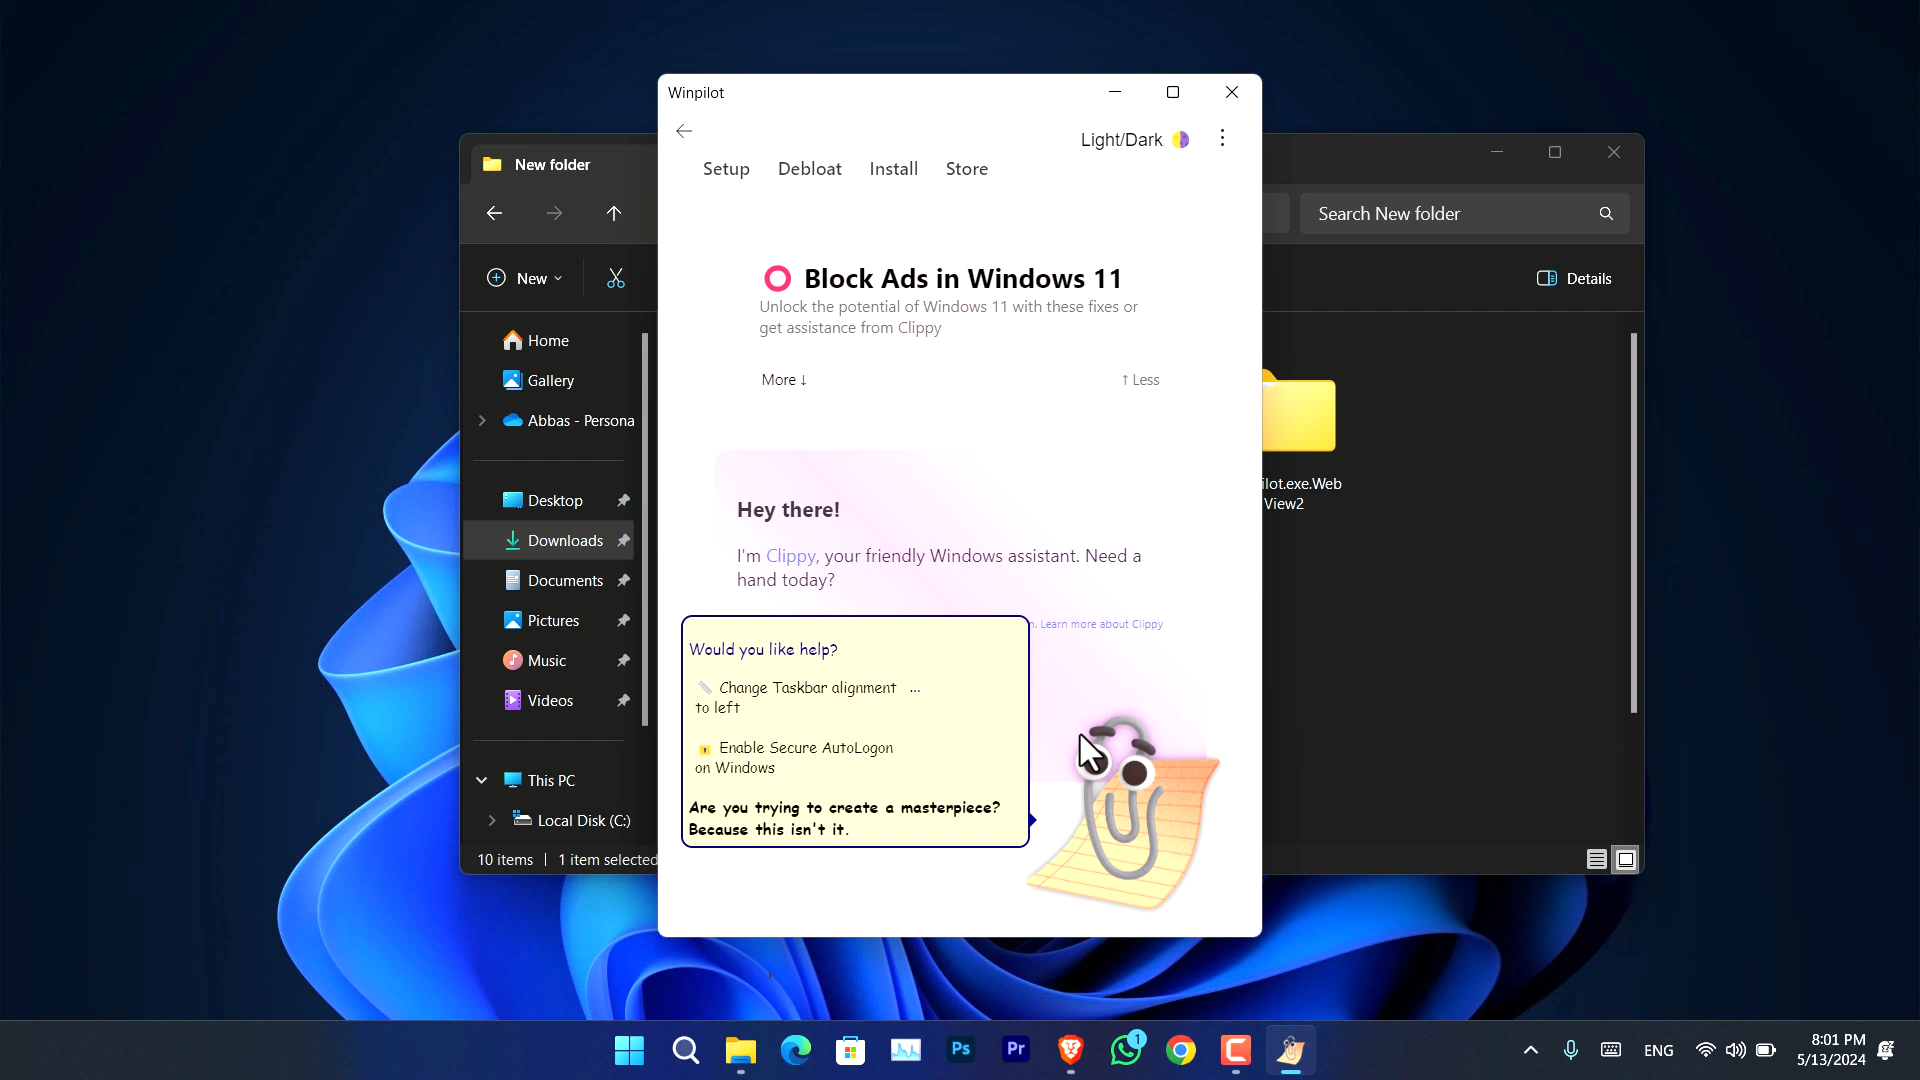 Winpilot
Light/Dark
Setup Debloat Install Store
Block Ads in Windows 11
Unlock the potential of Windows 11 with these fixes or
get assistance from Clippy
More ↓ ↑ Less
Hey there!
I'm Clippy, your friendly Windows assistant. Need a
hand today?
n. Learn more about Clippy
Would you like help?
Change Taskbar alignment ...
to left
Enable Secure AutoLogon
on Windows
Are you trying to create a masterpiece?
Because this isn't it.
New folder
Search New folder
New
Details
Home
Gallery
Abbas - Persona
Desktop
Downloads
Documents
Pictures
Music
Videos
This PC
Local Disk (C:)
10 items 1 item selected
ilot.exe.Web
View2
Ps Pr 1
ENG
8:01 PM
5/13/2024